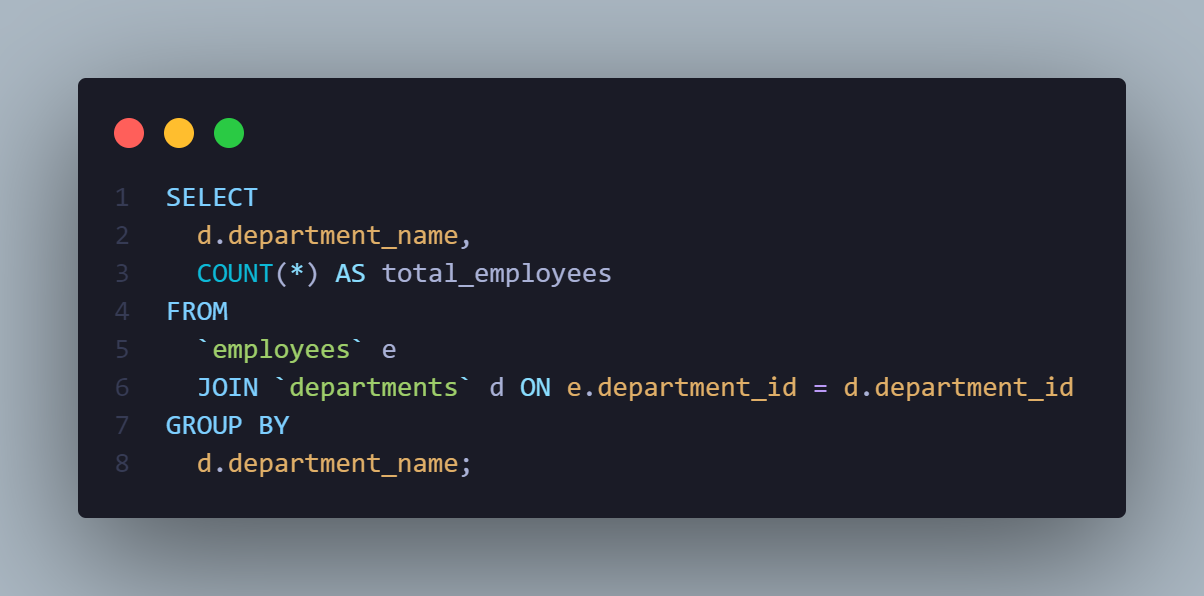 1 SELECT
2   d.department_name,
3   COUNT(*) AS total_employees
4 FROM
5   `employees` e
6   JOIN `departments` d ON e.department_id = d.department_id
7 GROUP BY
8   d.department_name;